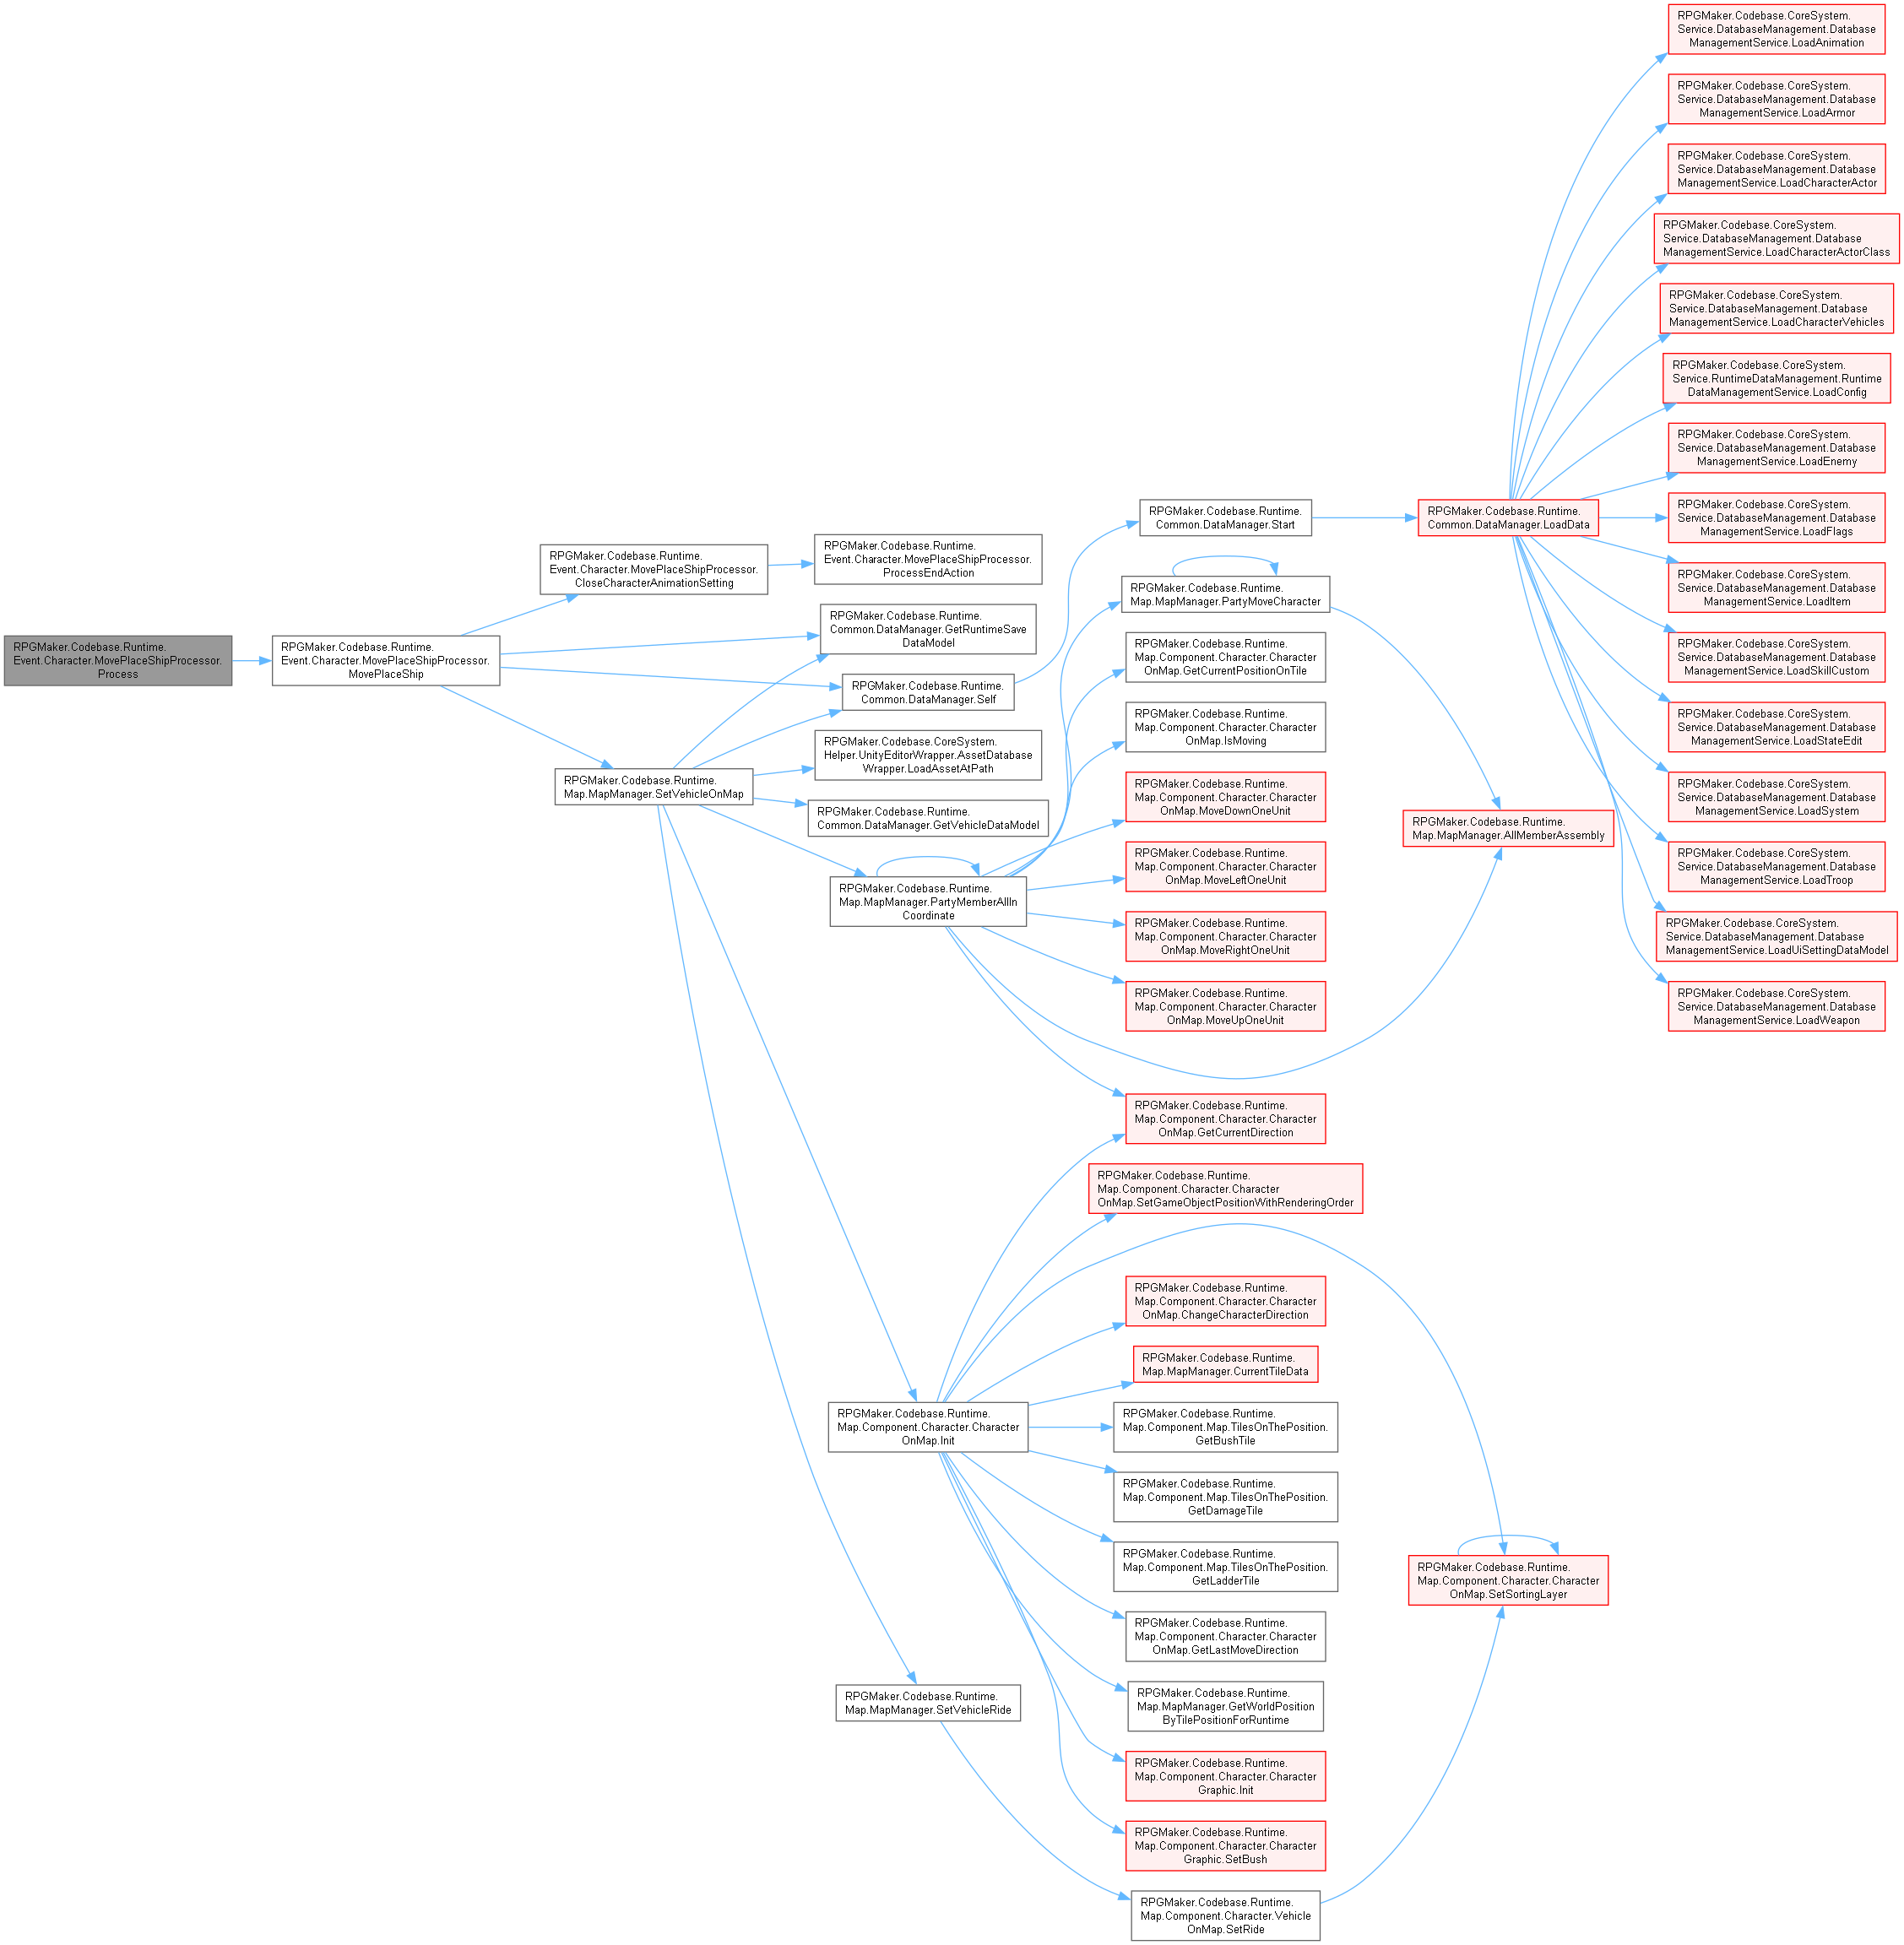 RPGMaker.Codebase.Runtime.
Event.Character.MovePlaceShipProcessor.
Process
RPGMaker.Codebase.Runtime.
Event.Character.MovePlaceShipProcessor.
MovePlaceShip
RPGMaker.Codebase.Runtime.
Event.Character.MovePlaceShipProcessor.
CloseCharacterAnimationSetting
RPGMaker.Codebase.Runtime.
Map.MapManager.SetVehicleOnMap
RPGMaker.Codebase.Runtime.
Event.Character.MovePlaceShipProcessor.
ProcessEndAction
RPGMaker.Codebase.Runtime.
Common.DataManager.GetRuntimeSave
DataModel
RPGMaker.Codebase.Runtime.
Common.DataManager.Self
RPGMaker.Codebase.CoreSystem.
Helper.UnityEditorWrapper.AssetDatabase
Wrapper.LoadAssetAtPath
RPGMaker.Codebase.Runtime.
Common.DataManager.GetVehicleDataModel
RPGMaker.Codebase.Runtime.
Map.MapManager.PartyMemberAllIn
Coordinate
RPGMaker.Codebase.Runtime.
Map.Component.Character.Character
OnMap.Init
RPGMaker.Codebase.Runtime.
Map.MapManager.SetVehicleRide
RPGMaker.Codebase.Runtime.
Common.DataManager.Start
RPGMaker.Codebase.Runtime.
Map.MapManager.PartyMoveCharacter
RPGMaker.Codebase.Runtime.
Map.Component.Character.Character
OnMap.GetCurrentPositionOnTile
RPGMaker.Codebase.Runtime.
Map.Component.Character.Character
OnMap.IsMoving
RPGMaker.Codebase.Runtime.
Map.Component.Character.Character
OnMap.MoveDownOneUnit
RPGMaker.Codebase.Runtime.
Map.Component.Character.Character
OnMap.MoveLeftOneUnit
RPGMaker.Codebase.Runtime.
Map.Component.Character.Character
OnMap.MoveRightOneUnit
RPGMaker.Codebase.Runtime.
Map.Component.Character.Character
OnMap.MoveUpOneUnit
RPGMaker.Codebase.Runtime.
Map.Component.Character.Character
OnMap.GetCurrentDirection
RPGMaker.Codebase.Runtime.
Map.Component.Character.Character
OnMap.SetGameObjectPositionWithRenderingOrder
RPGMaker.Codebase.Runtime.
Map.Component.Character.Character
OnMap.ChangeCharacterDirection
RPGMaker.Codebase.Runtime.
Map.MapManager.CurrentTileData
RPGMaker.Codebase.Runtime.
Map.Component.Map.TilesOnThePosition.
GetBushTile
RPGMaker.Codebase.Runtime.
Map.Component.Map.TilesOnThePosition.
GetDamageTile
RPGMaker.Codebase.Runtime.
Map.Component.Map.TilesOnThePosition.
GetLadderTile
RPGMaker.Codebase.Runtime.
Map.Component.Character.Character
OnMap.GetLastMoveDirection
RPGMaker.Codebase.Runtime.
Map.MapManager.GetWorldPosition
ByTilePositionForRuntime
RPGMaker.Codebase.Runtime.
Map.Component.Character.Character
Graphic.Init
RPGMaker.Codebase.Runtime.
Map.Component.Character.Character
Graphic.SetBush
RPGMaker.Codebase.Runtime.
Map.Component.Character.Vehicle
OnMap.SetRide
RPGMaker.Codebase.Runtime.
Common.DataManager.LoadData
RPGMaker.Codebase.Runtime.
Map.MapManager.AllMemberAssembly
RPGMaker.Codebase.Runtime.
Map.Component.Character.Character
OnMap.SetSortingLayer
RPGMaker.Codebase.CoreSystem.
Service.DatabaseManagement.Database
ManagementService.LoadAnimation
RPGMaker.Codebase.CoreSystem.
Service.DatabaseManagement.Database
ManagementService.LoadArmor
RPGMaker.Codebase.CoreSystem.
Service.DatabaseManagement.Database
ManagementService.LoadCharacterActor
RPGMaker.Codebase.CoreSystem.
Service.DatabaseManagement.Database
ManagementService.LoadCharacterActorClass
RPGMaker.Codebase.CoreSystem.
Service.DatabaseManagement.Database
ManagementService.LoadCharacterVehicles
RPGMaker.Codebase.CoreSystem.
Service.RuntimeDataManagement.Runtime
DataManagementService.LoadConfig
RPGMaker.Codebase.CoreSystem.
Service.DatabaseManagement.Database
ManagementService.LoadEnemy
RPGMaker.Codebase.CoreSystem.
Service.DatabaseManagement.Database
ManagementService.LoadFlags
RPGMaker.Codebase.CoreSystem.
Service.DatabaseManagement.Database
ManagementService.LoadItem
RPGMaker.Codebase.CoreSystem.
Service.DatabaseManagement.Database
ManagementService.LoadSkillCustom
RPGMaker.Codebase.CoreSystem.
Service.DatabaseManagement.Database
ManagementService.LoadStateEdit
RPGMaker.Codebase.CoreSystem.
Service.DatabaseManagement.Database
ManagementService.LoadSystem
RPGMaker.Codebase.CoreSystem.
Service.DatabaseManagement.Database
ManagementService.LoadTroop
RPGMaker.Codebase.CoreSystem.
Service.DatabaseManagement.Database
ManagementService.LoadUiSettingDataModel
RPGMaker.Codebase.CoreSystem.
Service.DatabaseManagement.Database
ManagementService.LoadWeapon